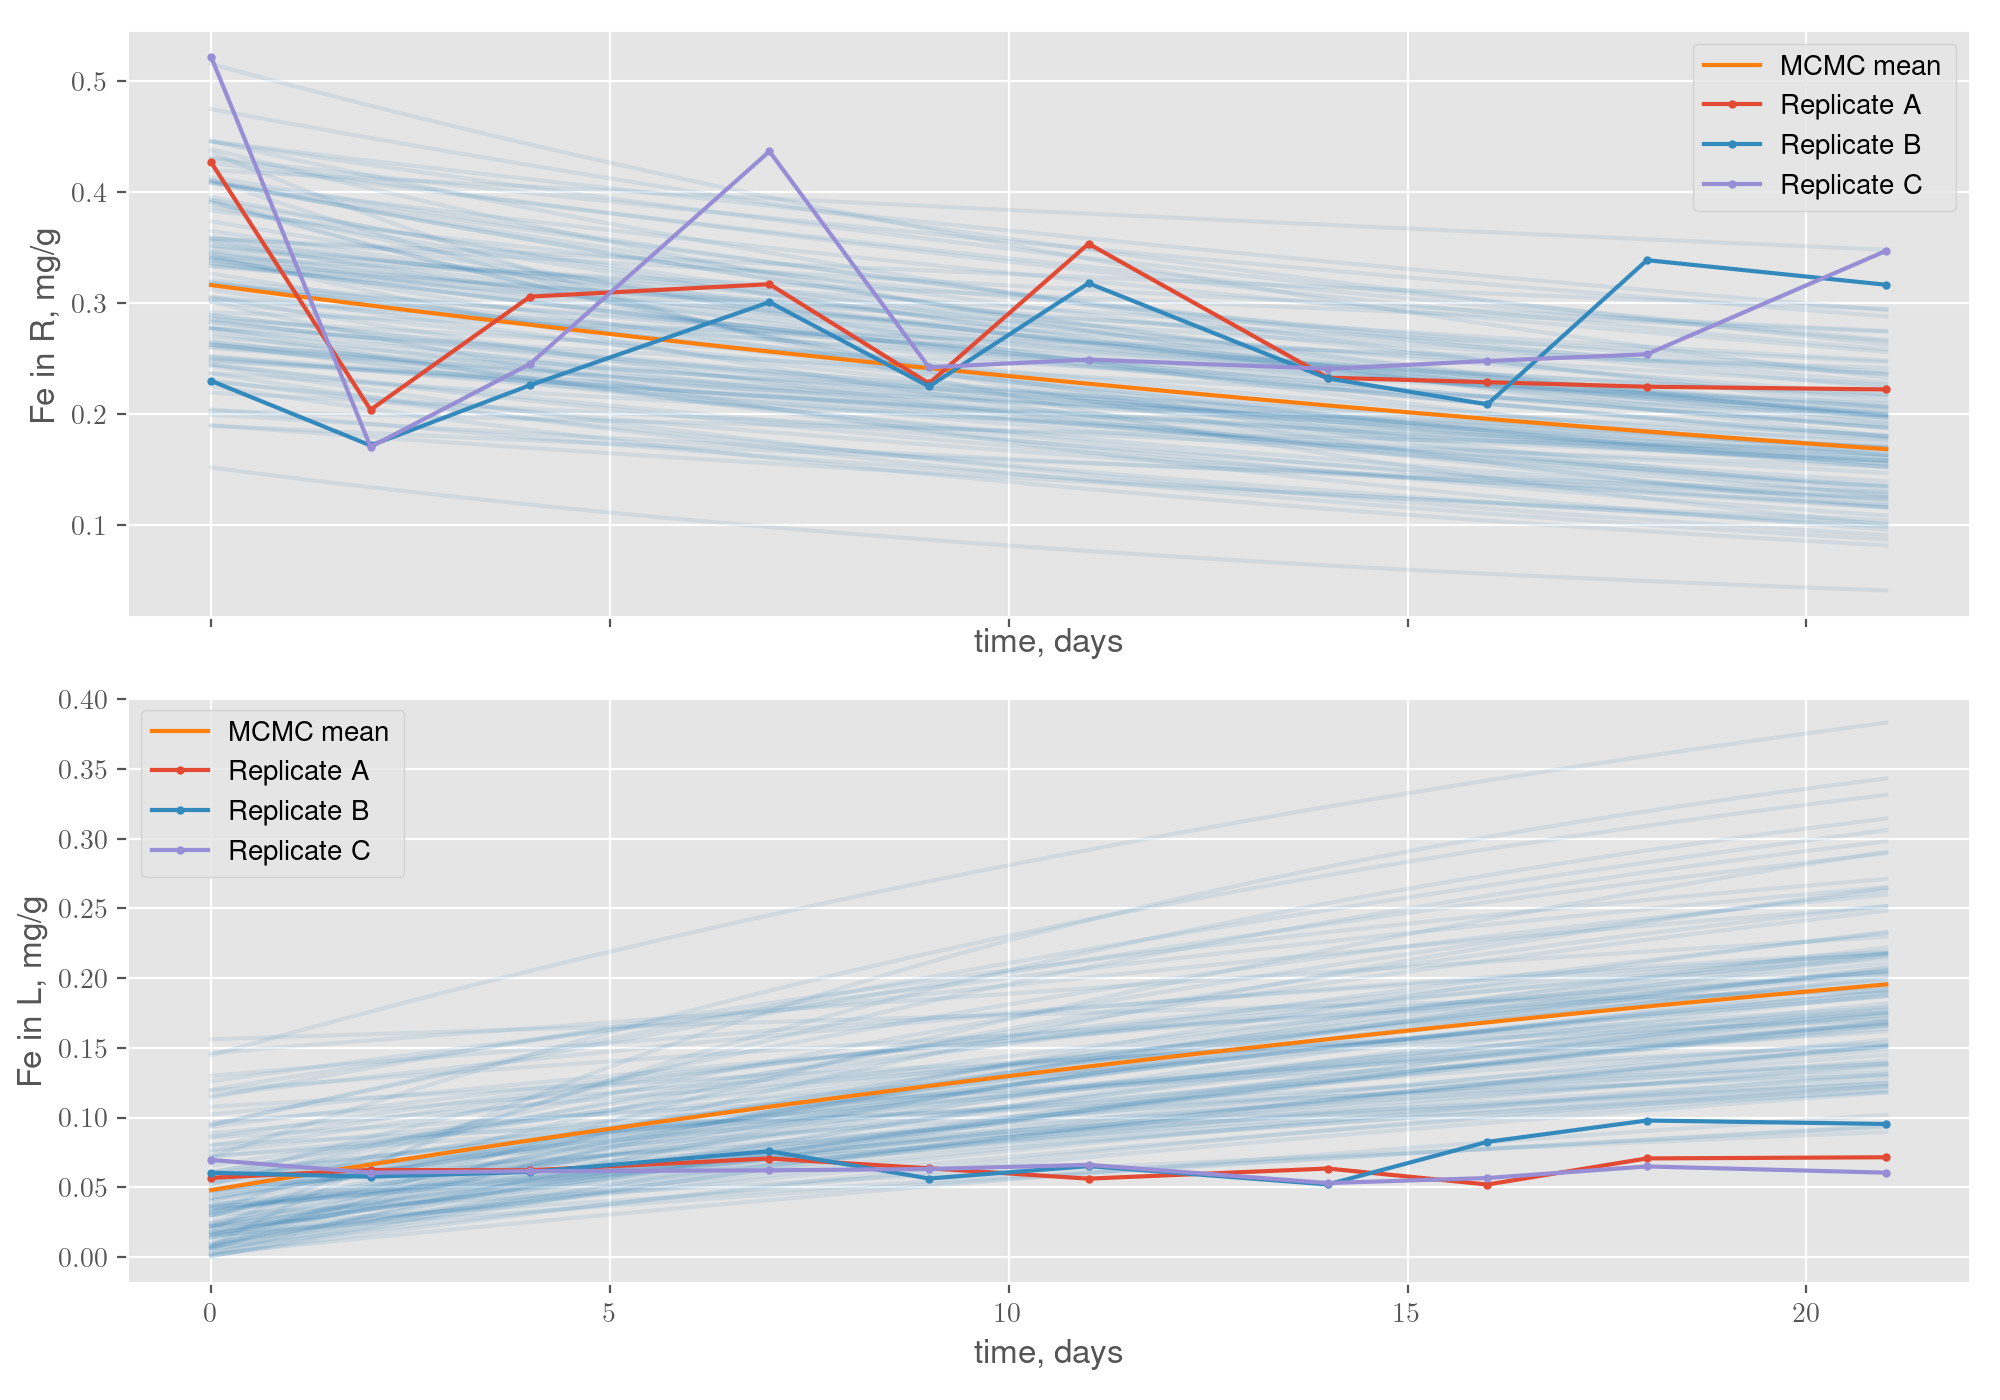 0.5
0.4
0.3
0.2
0.1
Fe in R, mg/g
MCMC mean
Replicate A
Replicate B
Replicate C
time, days
0.40
0.35
0.30
0.25
0.20
0.15
0.10
0.05
0.00
Fe in L, mg/g
MCMC mean
Replicate A
Replicate B
Replicate C
0 5 10 15 20
time, days